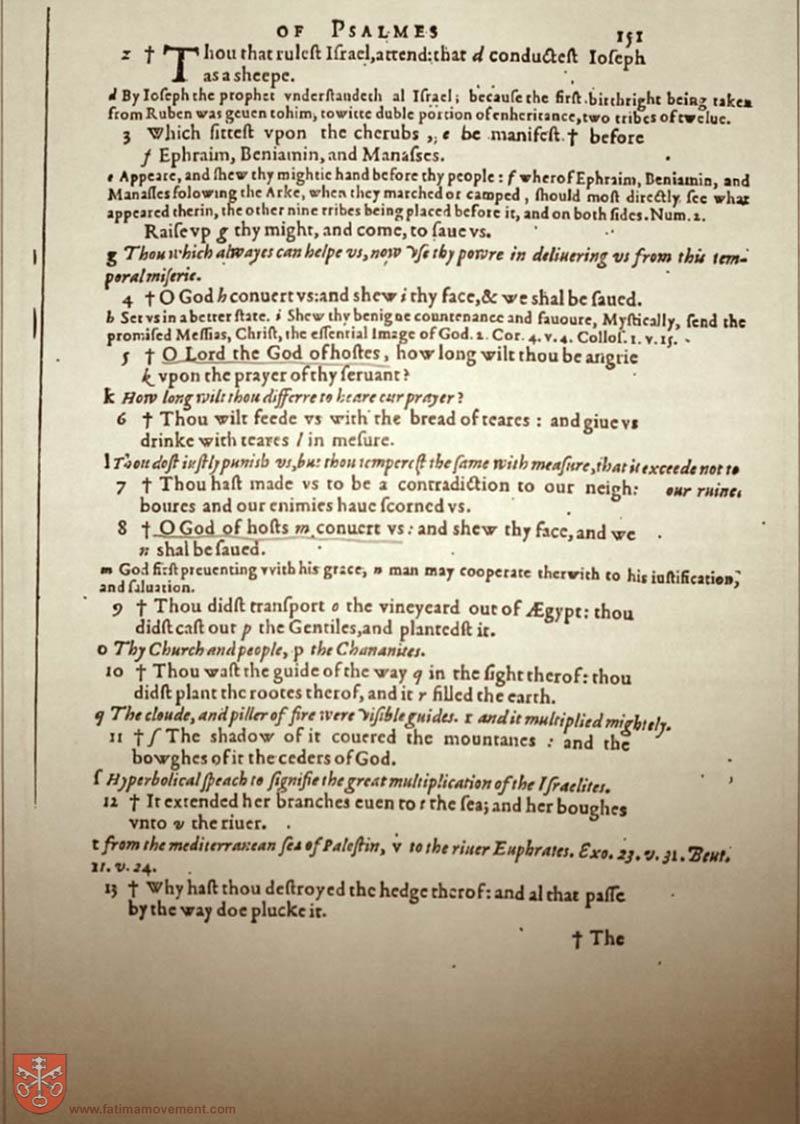 OF PSALMES 151
2 † Thou that ruleſt Iſrael, attend: that d conducteſt Ioſeph
as a ſheepe.
d By Ioſeph the prophet vnderſtandeth al Iſrael; becauſe the firſt birthright being taken
from Ruben was geuen to him, to witte duble portion of enheritance, two tribes of twelue.
3 Which ſitteſt vpon the cherubs, e be manifeſt. † before
f Ephraim, Beniamin, and Manaſſes.
e Appeare, and ſhew thy mightie hand before thy people: f wherof Ephraim, Beniamin, and
Manaſſes folowing the Arke, when they marched or camped, ſhould moſt directly ſee what
appeared therin, the other nine tribes being placed before it, and on both ſides. Num. 2.
Raiſe vp g thy might, and come, to ſaue vs.
g Thou which alwayes can helpe vs, now vſe thy powre in deliuering vs from this tem-
poral miſerie.
4 † O God h conuert vs: and shew i thy face, & we shal be ſaued.
h Set vs in a better ſtate. i Shew thy benigne countenance and fauoure, Myſtically, ſend the
promiſed Meſſias, Chriſt, the eſſential Image of God. 2. Cor. 4. v. 4. Colloſ. 1. v. 15.
5 † O Lord the God of hoſtes, how long wilt thou be angrie
k vpon the prayer of thy ſeruant?
k How long wilt thou differre to heare our prayer?
6 † Thou wilt feede vs with the bread of teares: and giue vs
drinke with teares l in meſure.
l Thou doſt iuſtly punish vs, but thou tempereſt the ſame with meaſure, that it exceede not to
7 † Thou haſt made vs to be a contradiction to our neigh: our ruine.
boures and our enimies haue ſcorned vs.
8 † O God of hoſts m conuert vs: and shew thy face, and we
n shal be ſaued.
m God firſt preuenting vvith his grace, n man may cooperate therwith to his iuſtification,
and ſaluation.
9 † Thou didſt tranſport o the vineyeard out of Ægypt: thou
didſt caſt out p the Gentiles, and plantedſt it.
o Thy Church and people, p the Chananites.
10 † Thou waſt the guide of the way q in the ſight therof: thou
didſt plant the rootes therof, and it r filled the earth.
q The cloude, and piller of fire were viſible guides. r and it multiplied mightely.
11 † ſ The shadow of it couered the mountanes: and the
bowghes of it the ceders of God.
ſ Hyperbolical ſpeach to ſignifie the great multiplication of the Iſraelites.
12 † It extended her branches euen to t the ſea; and her boughes
vnto v the riuer.
t from the mediterranean ſea of Paleſtin, v to the riuer Euphrates. Exo. 23. v. 31. Deut.
11. v. 24.
13 † Why haſt thou deſtroyed the hedge therof: and al that paſſe
by the way doe plucke it.
† The
www.fatimamovement.com